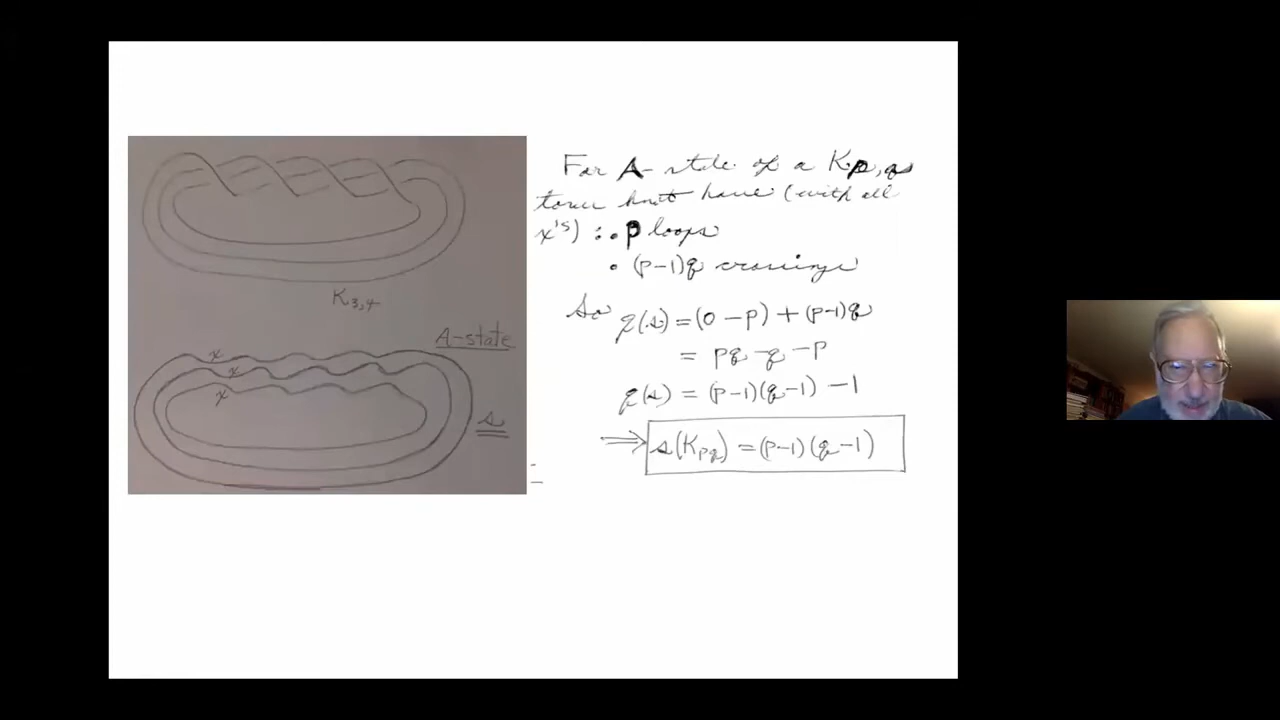 K3,4
A-state
x
x
x
s
For A-state of a Kp,q
torus knot have (with all
x's) :• p loops
• (p-1)q crossings
So q(s) = (0-p) + (p-1)q
= pq - q - p
q(s) = (p-1)(q-1) - 1
⇒ s(Kpq) = (p-1)(q-1)